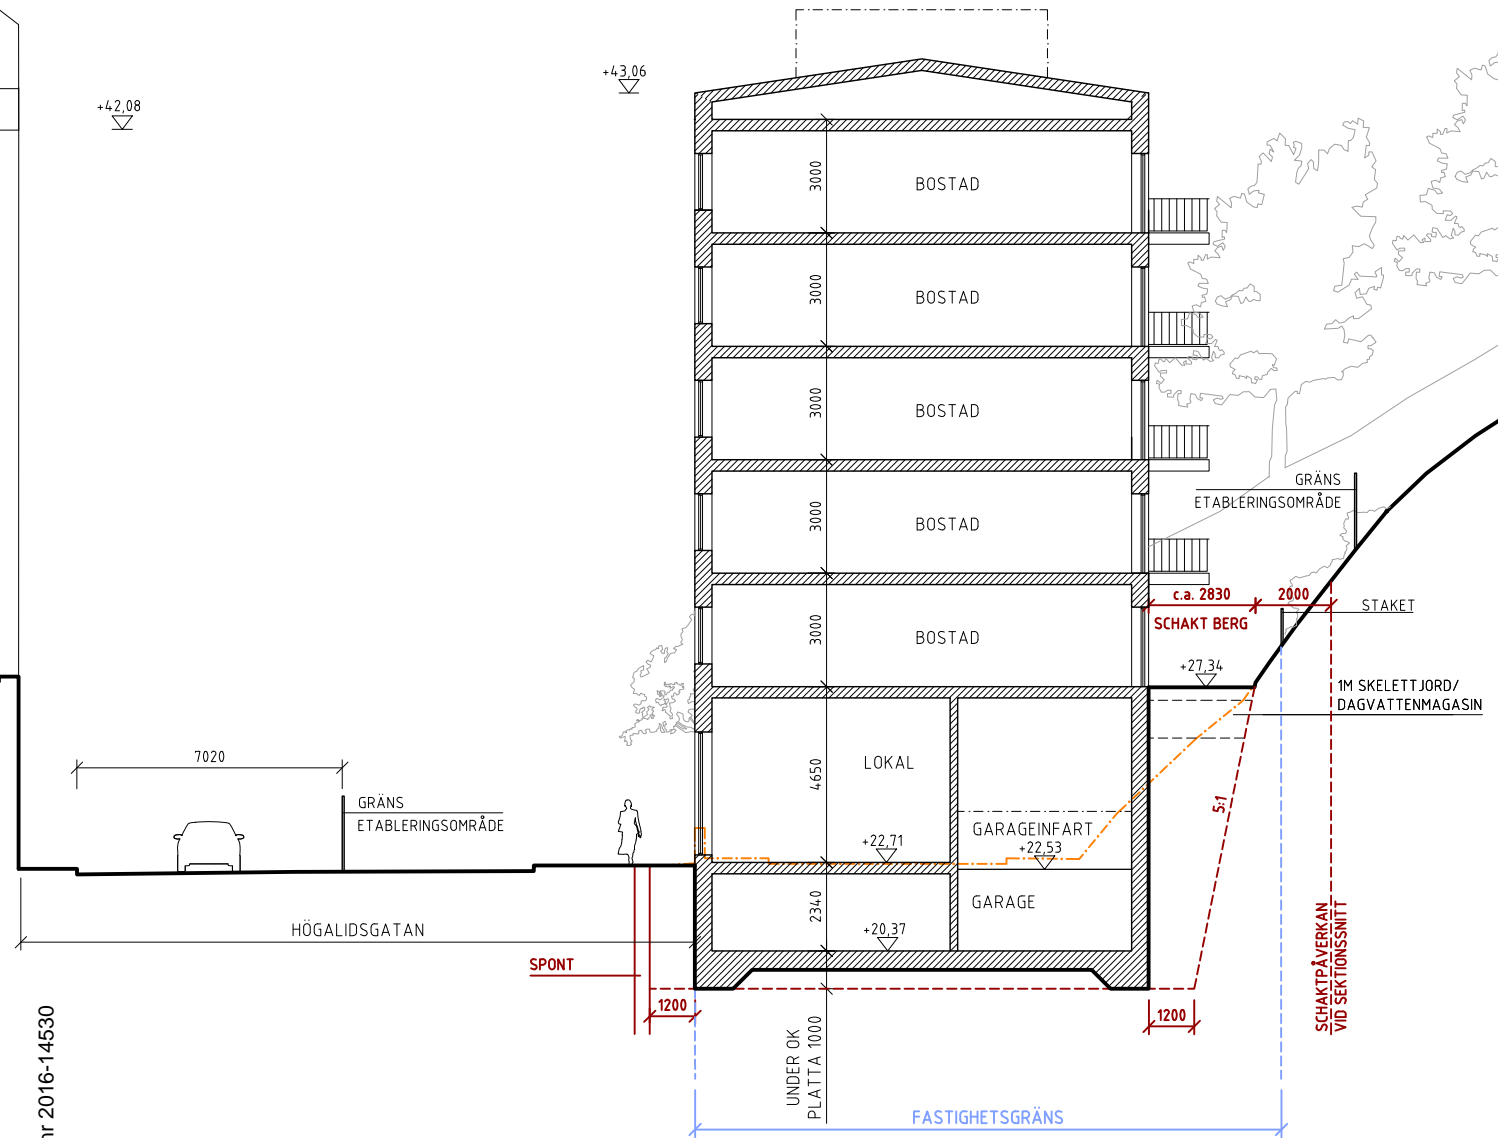 +43,06
+42,08
3000
BOSTAD
3000
BOSTAD
3000
BOSTAD
3000
BOSTAD
GRÄNS
ETABLERINGSOMRÅDE
c.a. 2830
2000
SCHAKT BERG
STAKET
3000
BOSTAD
+27,34
1M SKELETTJORD/
DAGVATTENMAGASIN
7020
4650
LOKAL
GRÄNS
ETABLERINGSOMRÅDE
5:1
GARAGEINFART
+22,71
+22,53
2340
GARAGE
+20,37
HÖGALIDSGATAN
SPONT
1200
1200
SCHAKTPÅVERKAN
VID SEKTIONSSNITT
UNDER OK
PLATTA 1000
nr 2016-14530
FASTIGHETSGRÄNS